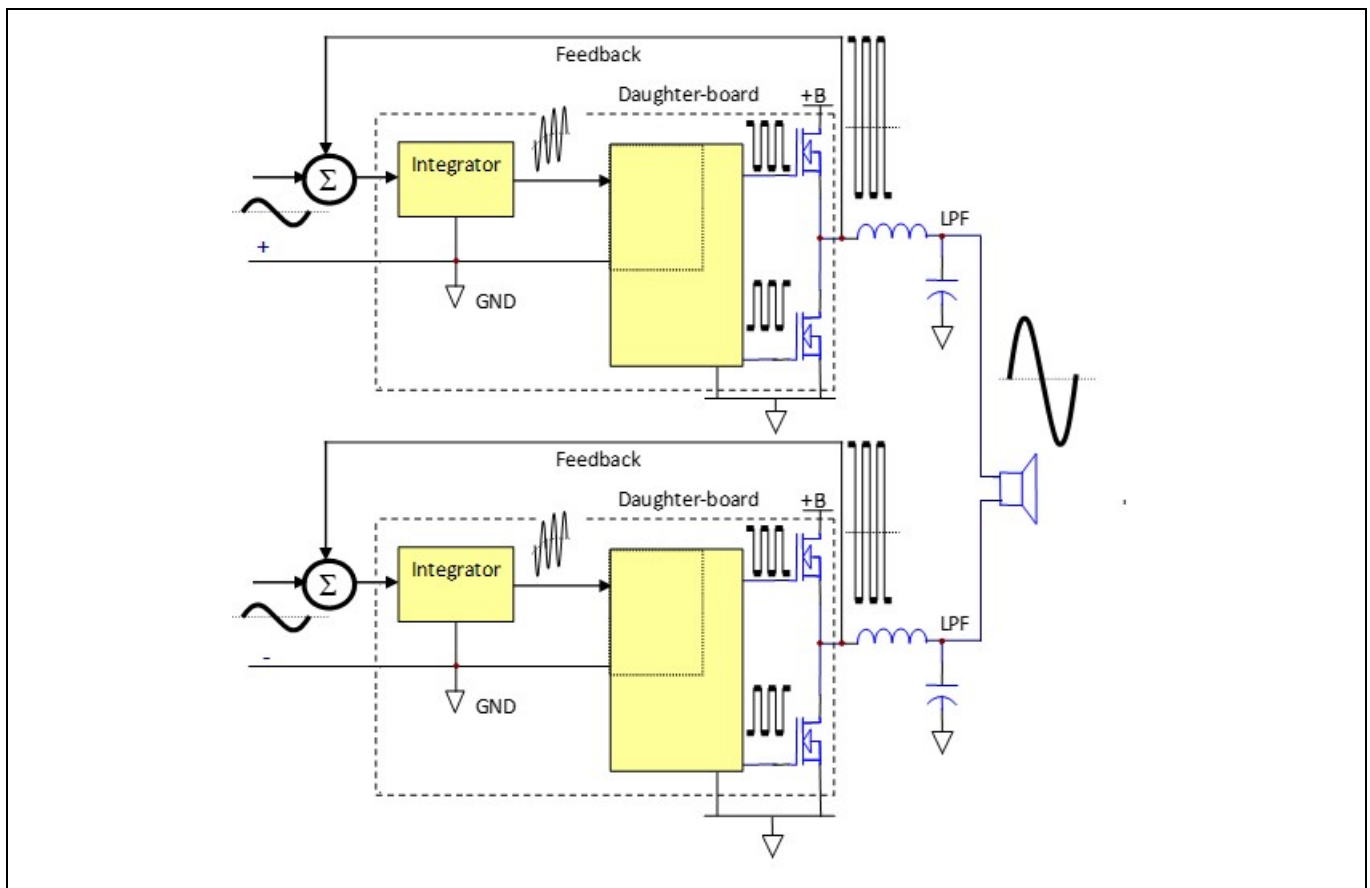 Feedback
Daughter-board
+B
Integrator
Σ
LPF
+
GND
Feedback
Daughter-board
+B
Integrator
Σ
LPF
-
GND